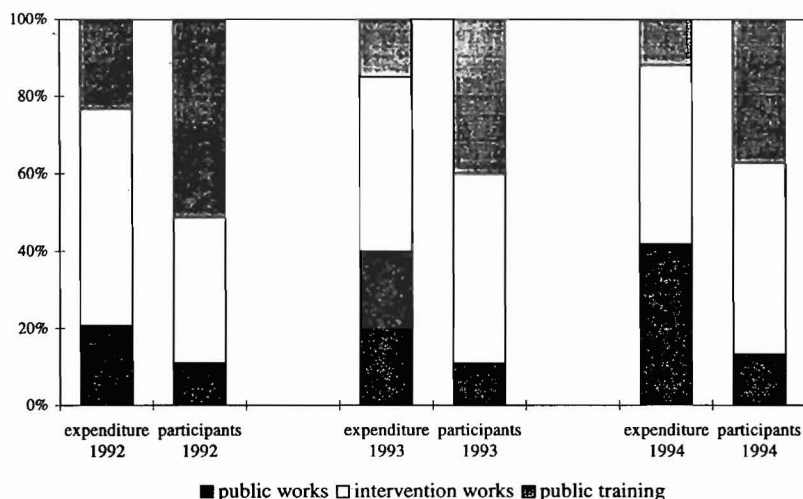 100%
80%
60%
40%
20%
0%
expenditure 1992
participants 1992
expenditure 1993
participants 1993
expenditure 1994
participants 1994
public works intervention works public training